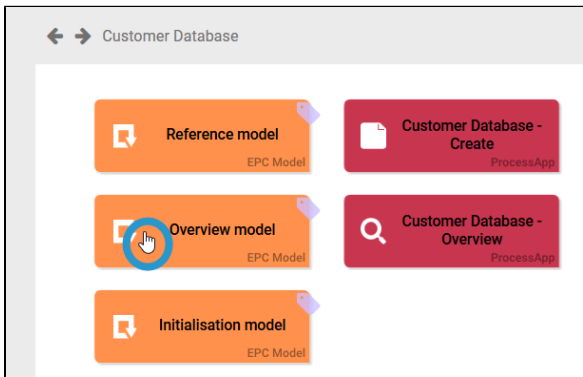 Customer Database
Reference model
EPC Model
Customer Database -
Create
ProcessApp
Overview model
EPC Model
Customer Database -
Overview
ProcessApp
Initialisation model
EPC Model